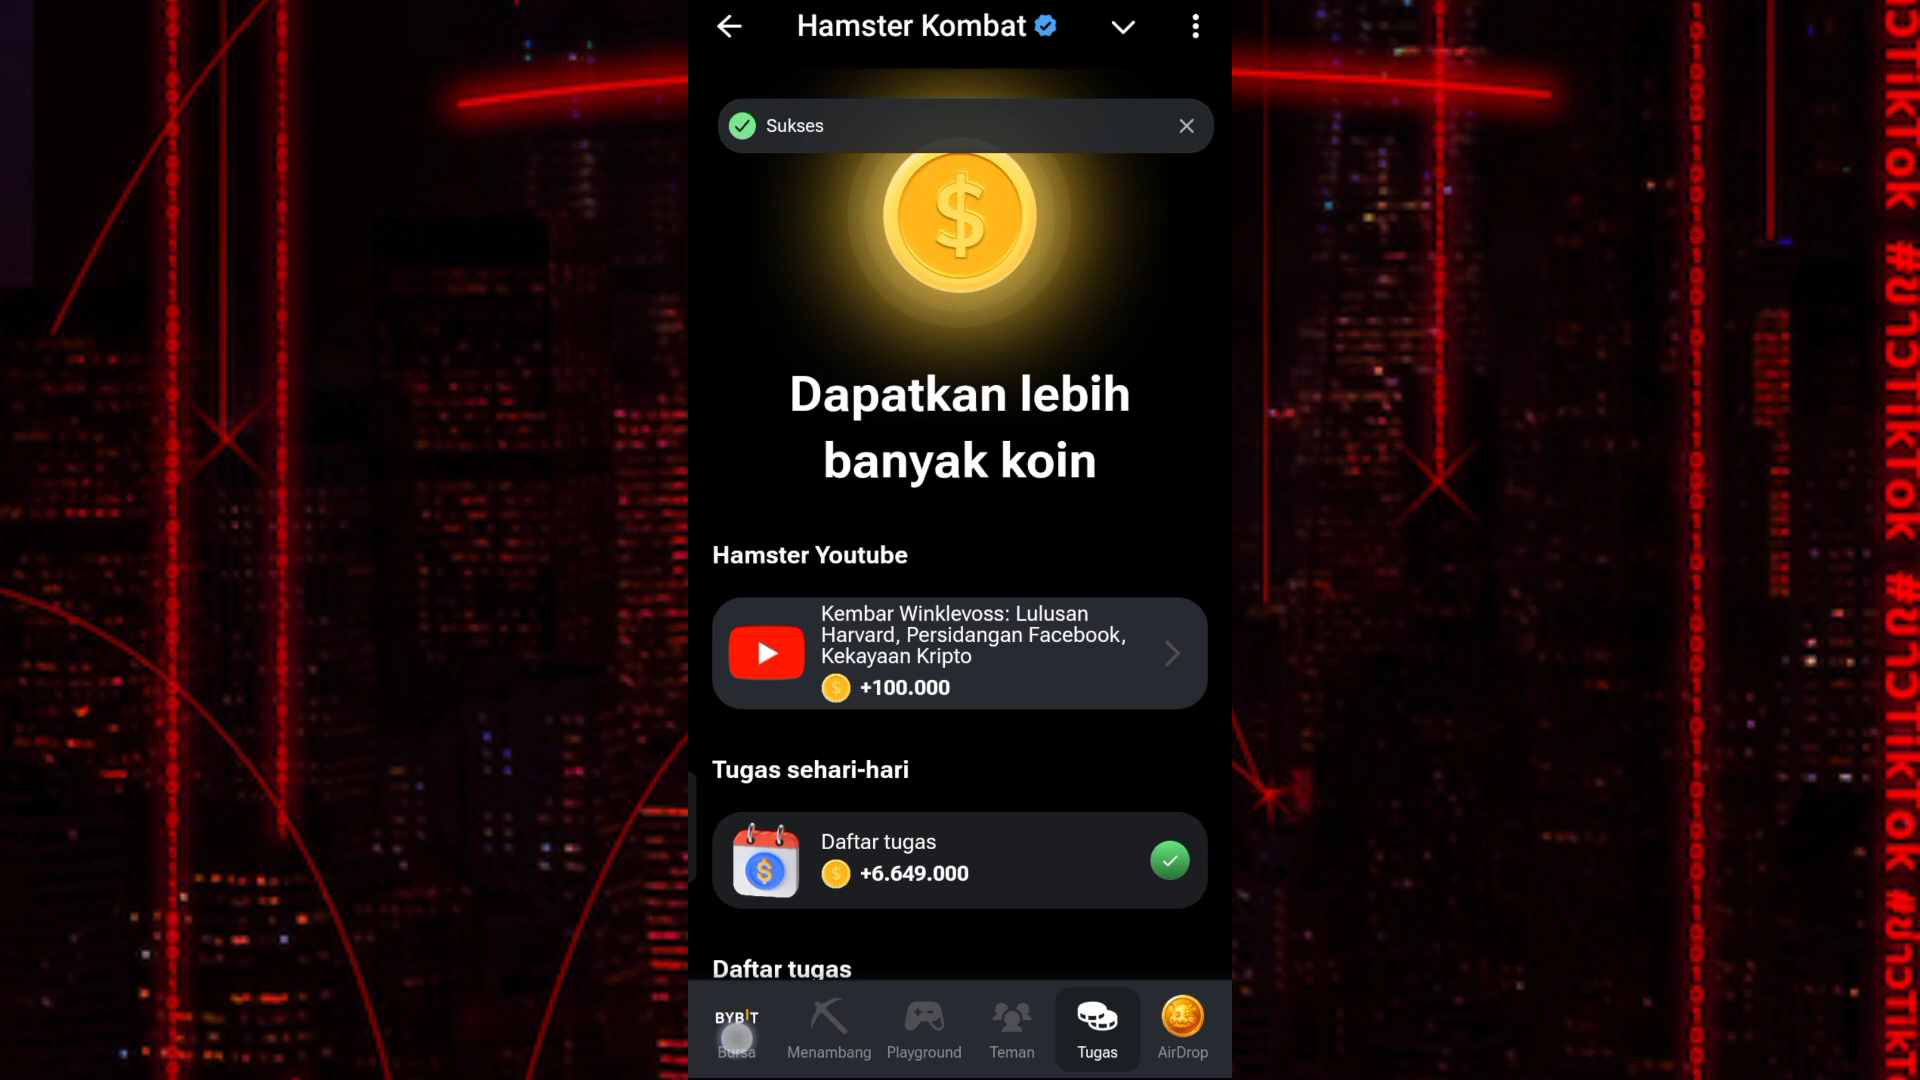 Hamster Kombat
Sukses
Dapatkan lebih
banyak koin
Hamster Youtube
Kembar Winklevoss: Lulusan
Harvard, Persidangan Facebook,
Kekayaan Kripto
+100.000
Tugas sehari-hari
Daftar tugas
+6.649.000
Daftar tugas
BYBIT
Bursa
Menambang
Playground
Teman
Tugas
AirDrop